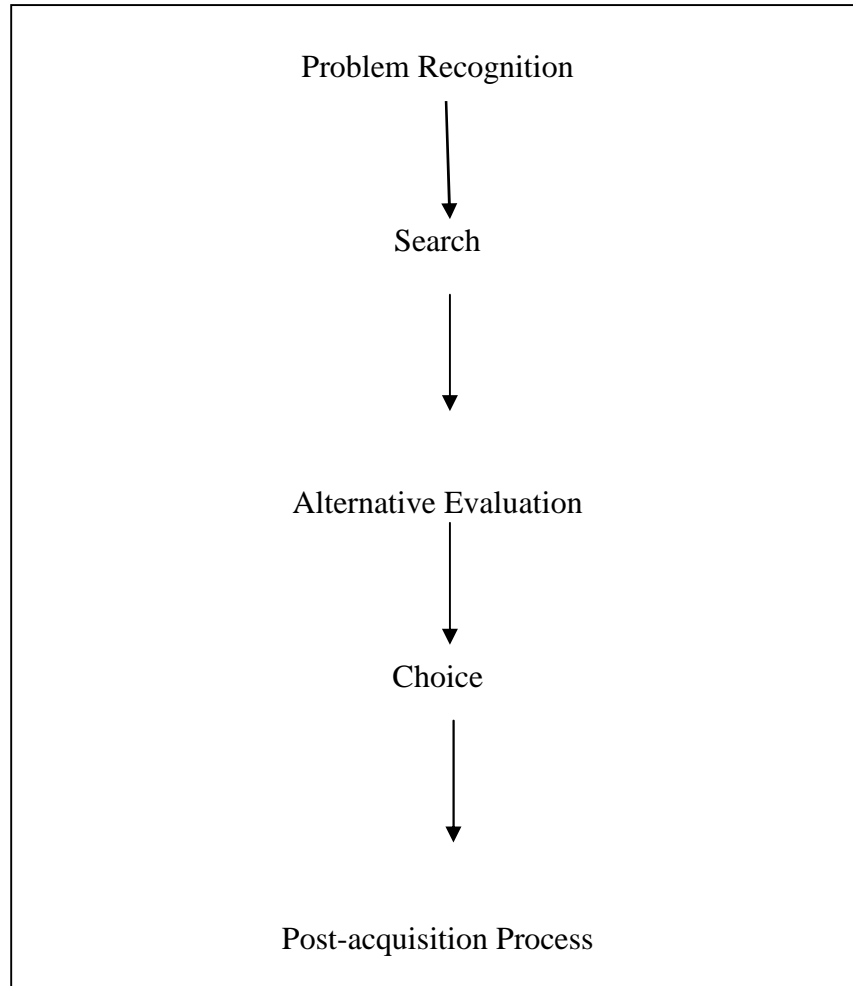 Problem Recognition
Search
Alternative Evaluation
Choice
Post-acquisition Process